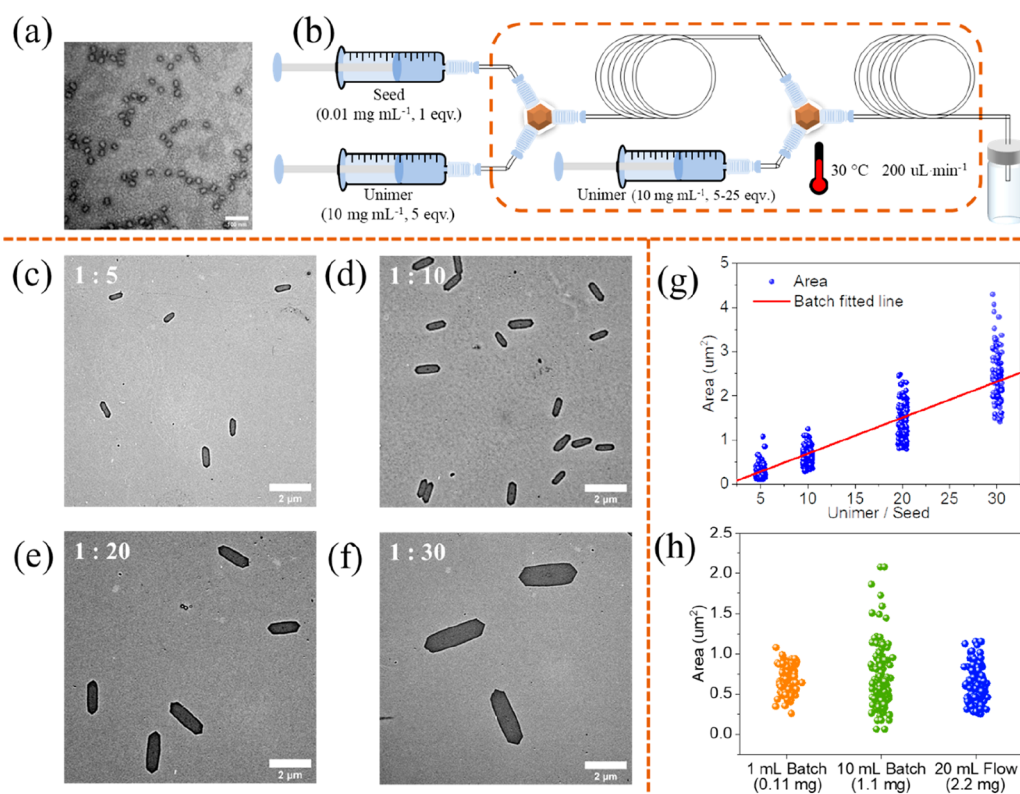 (a)
(b)
Seed
(0.01 mg mL⁻¹, 1 eqv.)
Unimer
(10 mg mL⁻¹, 5 eqv.)
Unimer (10 mg mL⁻¹, 5-25 eqv.)
30 °C 200 uL·min⁻¹
(c)
1 : 5
2 μm
(d)
1 : 10
2 μm
(e)
1 : 20
2 μm
(f)
1 : 30
2 μm
(g)
Area
Batch fitted line
Area (um²)
5
4
3
2
1
0
5 10 15 20 25 30
Unimer / Seed
(h)
Area (um²)
2.5
2.0
1.5
1.0
0.5
0.0
1 mL Batch 10 mL Batch 20 mL Flow
(0.11 mg) (1.1 mg) (2.2 mg)